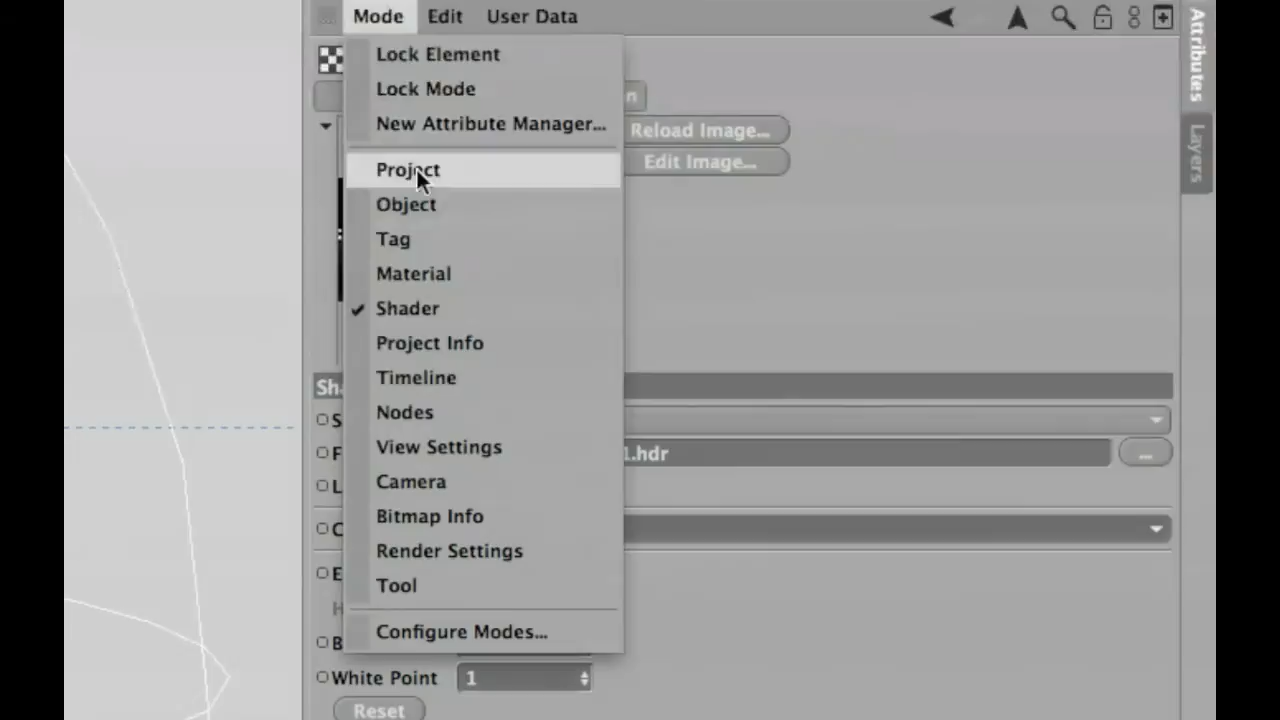 Mode Edit User Data
Lock Element
Lock Mode
New Attribute Manager...
Project
Object
Tag
Material
Shader
Project Info
Timeline
Nodes
View Settings
Camera
Bitmap Info
Render Settings
Tool
Configure Modes...
n
Reload Image...
Edit Image...
Sh
S
F 1.hdr ...
L
C
E
H
B
White Point 1
Reset
Attributes
Layers